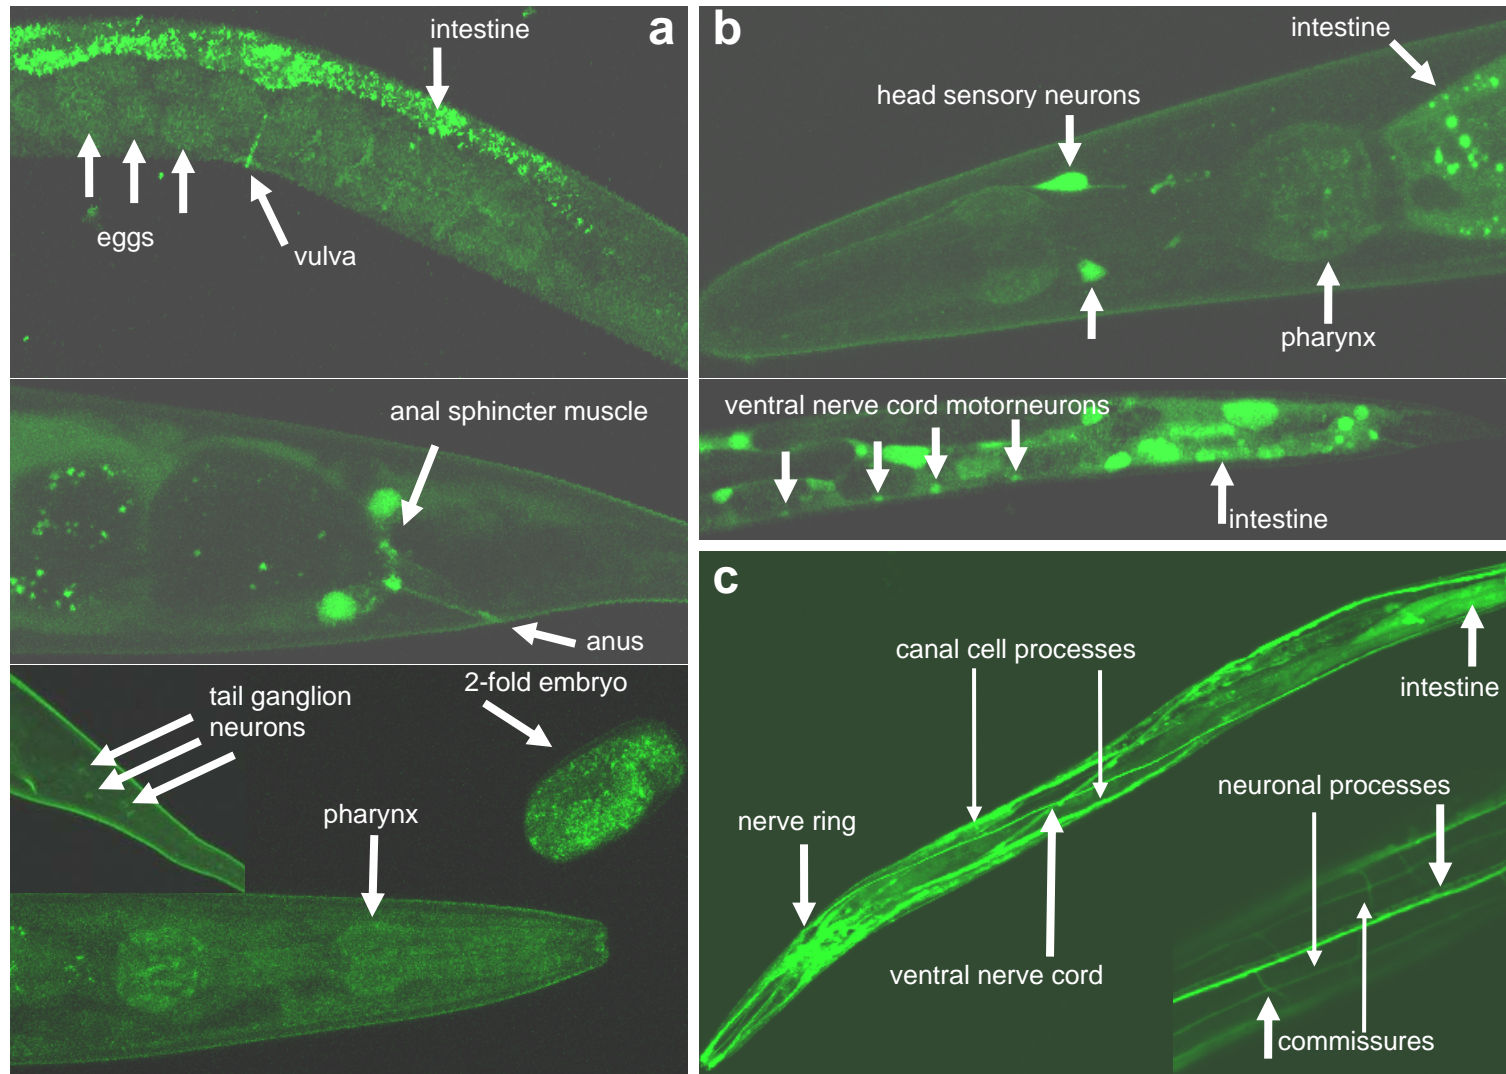 a
intestine
eggs
vulva
anal sphincter muscle
anus
tail ganglion
neurons
2-fold embryo
pharynx
b
intestine
head sensory neurons
pharynx
ventral nerve cord motorneurons
intestine
c
canal cell processes
intestine
nerve ring
neuronal processes
ventral nerve cord
commissures